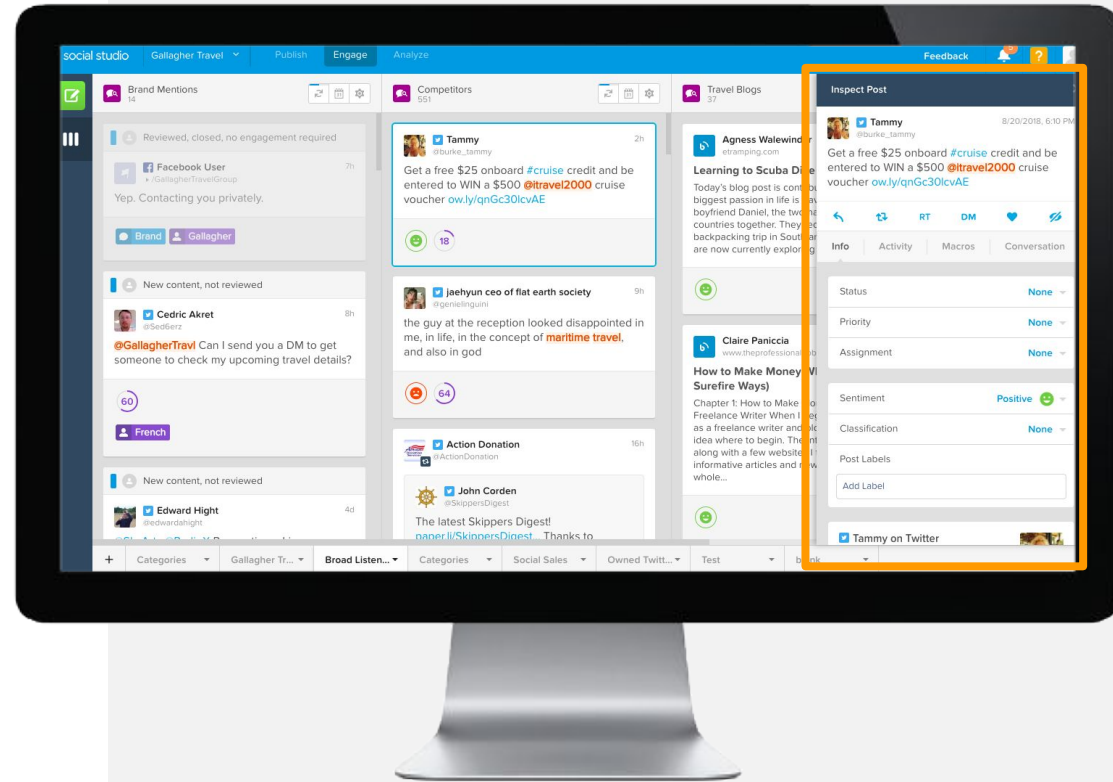 social studio
Gallagher Travel
Publish
Engage
Analyze
Feedback
?
Brand Mentions
14
Reviewed, closed, no engagement required
Facebook User
7h
/GallagherTravelGroup
Yep. Contacting you privately.
Brand
Gallagher
New content, not reviewed
Cedric Akret
8h
@Sed6erz
@GallagherTravl Can I send you a DM to get
someone to check my upcoming travel details?
60
French
New content, not reviewed
Edward Hight
4d
@edwardahight
Competitors
551
Tammy
2h
@burke_tammy
Get a free $25 onboard #cruise credit and be
entered to WIN a $500 @itravel2000 cruise
voucher ow.ly/qnGc30lcvAE
18
jaehyun ceo of flat earth society
9h
@genielinguini
the guy at the reception looked disappointed in
me, in life, in the concept of maritime travel,
and also in god
64
Action Donation
16h
@ActionDonation
John Corden
@SkippersDigest
The latest Skippers Digest!
paper.li/SkippersDigest... Thanks to
Travel Blogs
37
Agness Walewinder
etramping.com
Learning to Scuba Dive
Today's blog post is
biggest passion in life is
boyfriend Daniel, the two
countries together. They
backpacking trip in
are now currently exploring
Claire Paniccia
How to Make Money
Surefire Ways)
Chapter 1: How to Make
Freelance Writer When I
as a freelance writer and
idea where to begin. The
along with a few website
informative articles and
whole...
Inspect Post
Tammy
8/20/2018, 6:10 PM
@burke_tammy
Get a free $25 onboard #cruise credit and be
entered to WIN a $500 @itravel2000 cruise
voucher ow.ly/qnGc30lcvAE
RT
DM
Info
Activity
Macros
Conversation
Status
None
Priority
None
Assignment
None
Sentiment
Positive
Classification
None
Post Labels
Add Label
Tammy on Twitter
+
Categories
Gallagher Tr...
Broad Listen...
Categories
Social Sales
Owned Twitt...
Test